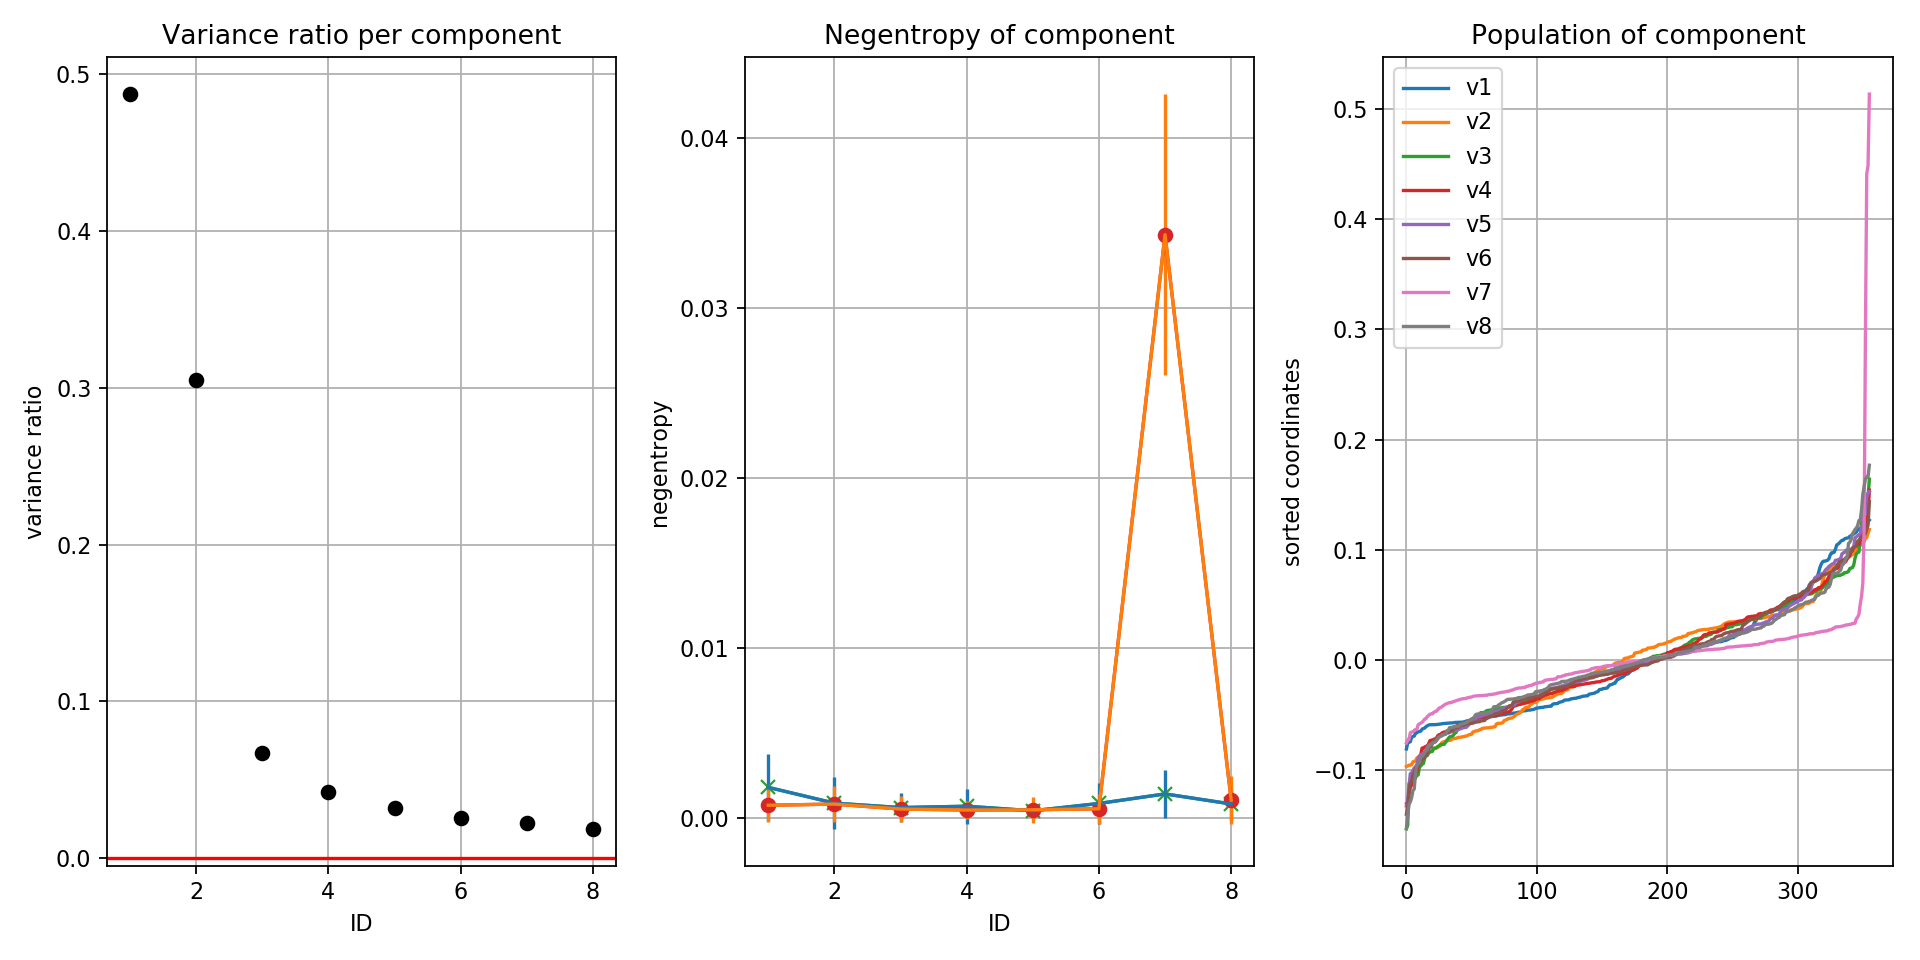 Variance ratio per component
variance ratio
0.5
0.4
0.3
0.2
0.1
0.0
2
4
6
8
ID
Negentropy of component
negentropy
0.04
0.03
0.02
0.01
0.00
2
4
6
8
ID
Population of component
sorted coordinates
0.5
0.4
0.3
0.2
0.1
0.0
−0.1
0
100
200
300
v1
v2
v3
v4
v5
v6
v7
v8